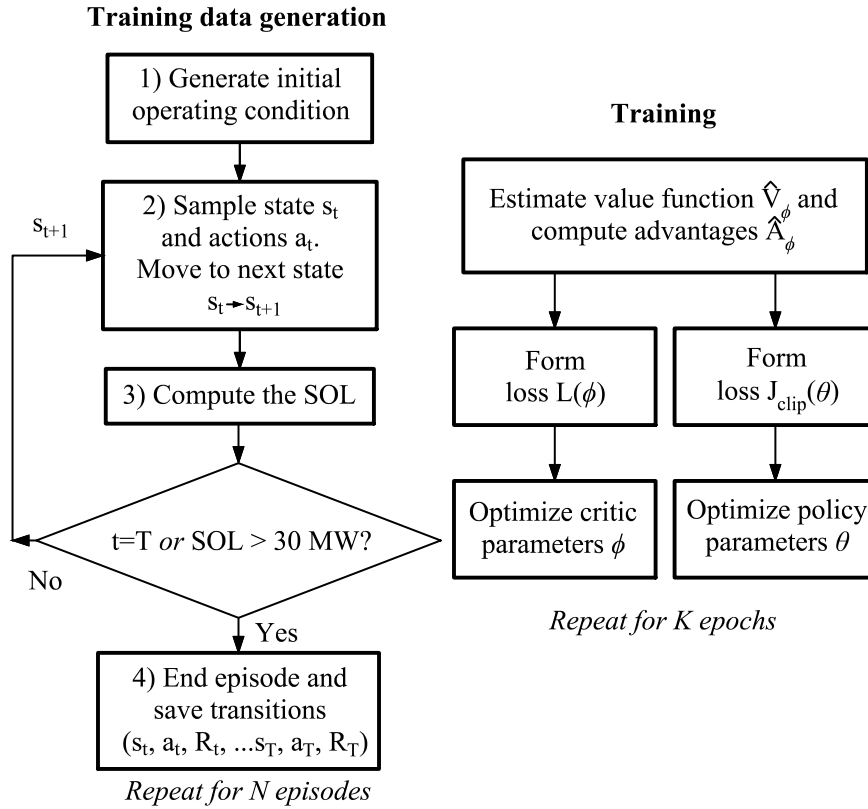 Training data generation
1) Generate initial
operating condition
s_{t+1}
2) Sample state s_t
and actions a_t.
Move to next state
s_t → s_{t+1}
3) Compute the SOL
t=T or SOL > 30 MW?
No
Yes
4) End episode and
save transitions
(s_t, a_t, R_t, ...s_T, a_T, R_T)
Repeat for N episodes
Training
Estimate value function V̂_ϕ and
compute advantages Â_ϕ
Form
loss L(ϕ)
Form
loss J_{clip}(θ)
Optimize critic
parameters ϕ
Optimize policy
parameters θ
Repeat for K epochs